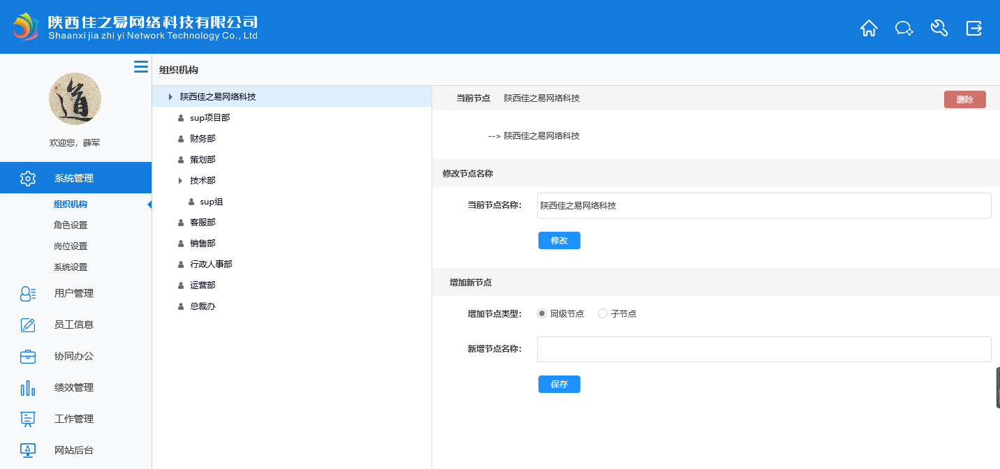 陕西佳之易网络科技有限公司
Shaanxi jia zhi yi Network Technology Co., Ltd
道
欢迎您，薛军
系统管理
组织机构
角色设置
岗位设置
系统设置
用户管理
员工信息
协同办公
绩效管理
工作管理
网站后台
组织机构
陕西佳之易网络科技
sup项目部
财务部
策划部
技术部
sup组
客服部
销售部
行政人事部
运营部
总裁办
当前节点 陕西佳之易网络科技
删除
--> 陕西佳之易网络科技
修改节点名称
当前节点名称： 陕西佳之易网络科技
修改
增加新节点
增加节点类型： 同级节点 子节点
新增节点名称：
保存